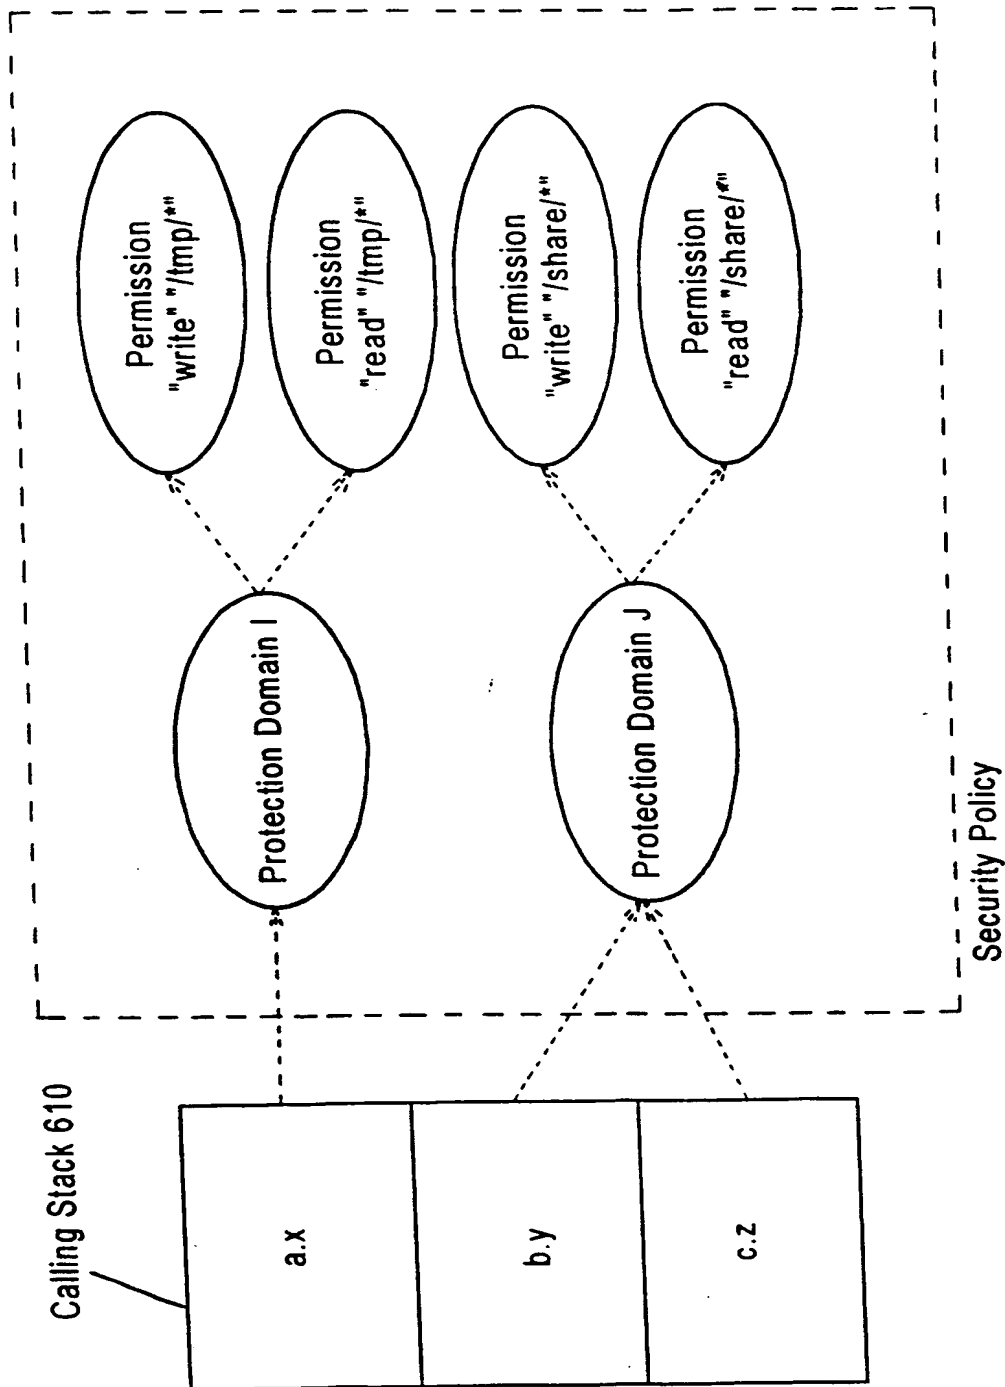 Calling Stack 610
a.x
b.y
c.z
Protection Domain I
Protection Domain J
Permission
"write" "/tmp/*"
Permission
"read" "/tmp/*"
Permission
"write" "/share/*"
Permission
"read" "/share/*"
Security Policy